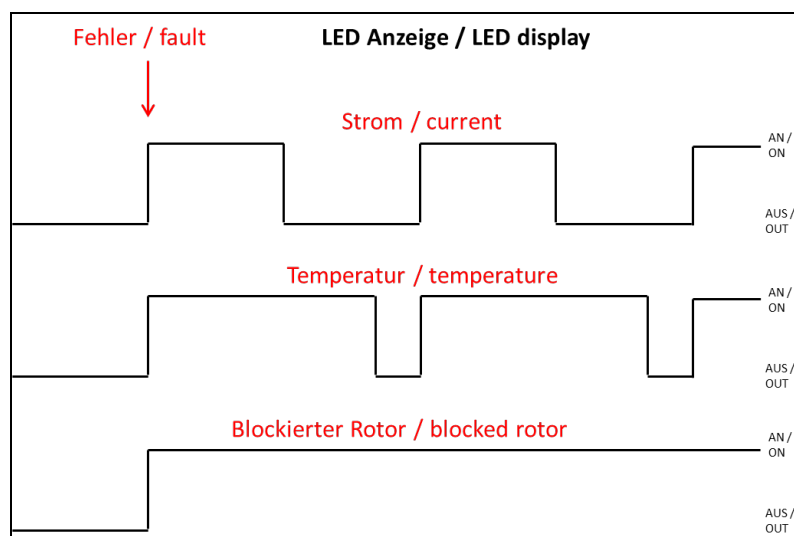 Fehler / fault
LED Anzeige / LED display
Strom / current
AN /
ON
AUS /
OUT
Temperatur / temperature
AN /
ON
AUS /
OUT
Blockierter Rotor / blocked rotor
AN /
ON
AUS /
OUT